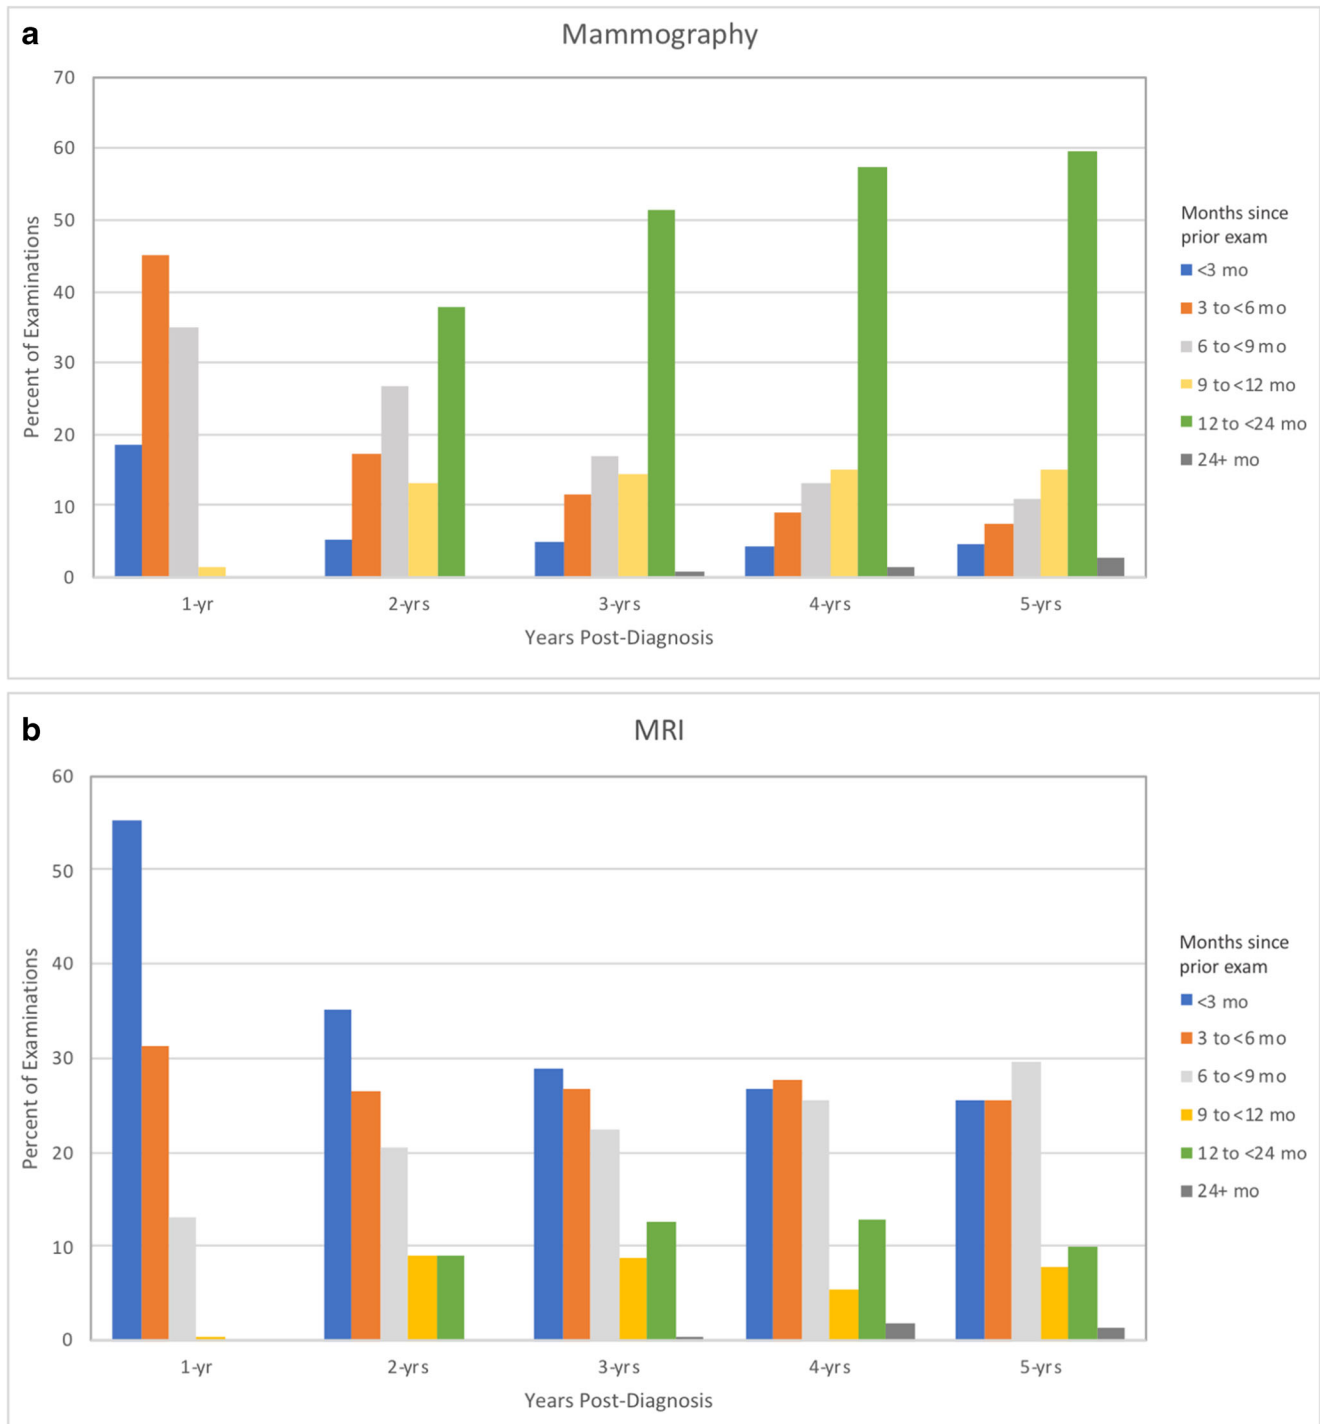 a
Mammography
70
60
50
40
30
20
10
0
Percent of Examinations
1-yr 2-yrs 3-yrs 4-yrs 5-yrs
Years Post-Diagnosis
Months since
prior exam
<3 mo
3 to <6 mo
6 to <9 mo
9 to <12 mo
12 to <24 mo
24+ mo
b
MRI
60
50
40
30
20
10
0
Percent of Examinations
1-yr 2-yrs 3-yrs 4-yrs 5-yrs
Years Post-Diagnosis
Months since
prior exam
<3 mo
3 to <6 mo
6 to <9 mo
9 to <12 mo
12 to <24 mo
24+ mo